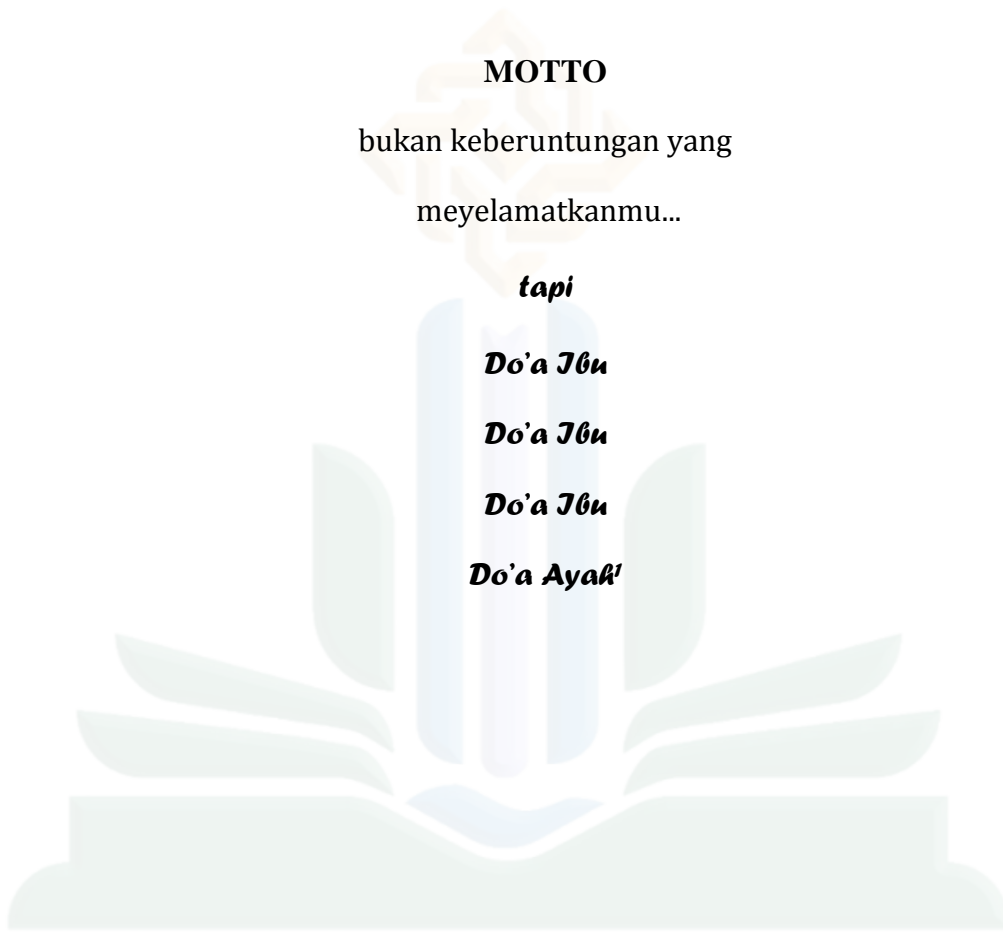 MOTTO
bukan keberuntungan yang
meyelamatkanmu...
tapi
Do’a Ibu
Do’a Ibu
Do’a Ibu
Do’a Ayah¹